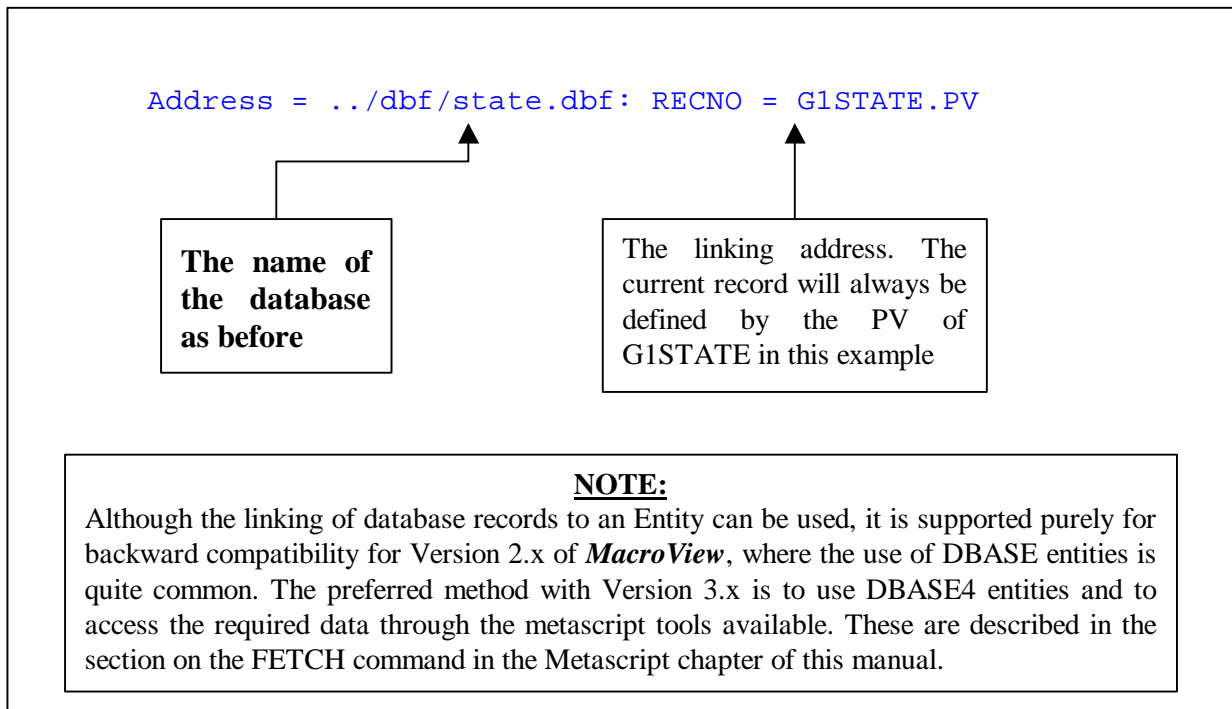 Address = ../dbf/state.dbf: RECNO = G1STATE.PV
The name of
the database
as before
The linking address. The
current record will always be
defined by the PV of
G1STATE in this example
NOTE:
Although the linking of database records to an Entity can be used, it is supported purely for
backward compatibility for Version 2.x of MacroView, where the use of DBASE entities is
quite common. The preferred method with Version 3.x is to use DBASE4 entities and to
access the required data through the metascript tools available. These are described in the
section on the FETCH command in the Metascript chapter of this manual.